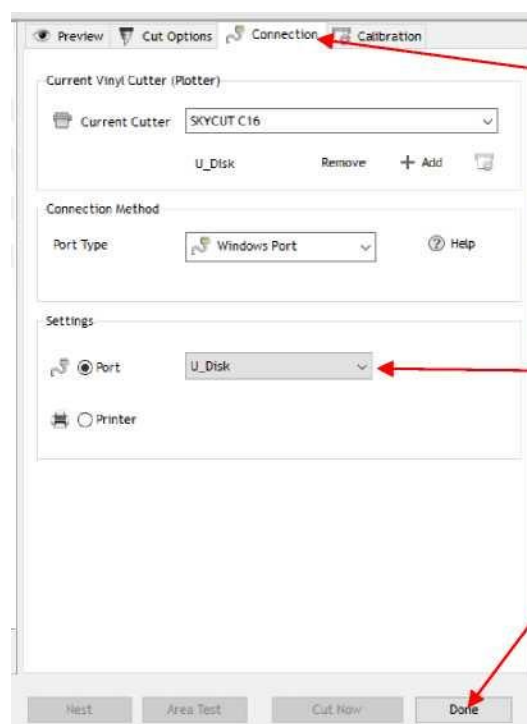 Preview Cut Options Connection Calibration
Current Vinyl Cutter (Plotter)
Current Cutter SKYCUT C16
U_Disk Remove + Add
Connection Method
Port Type Windows Port ? Help
Settings
Port U_Disk
Printer
Nest Area Test Cut Now Done